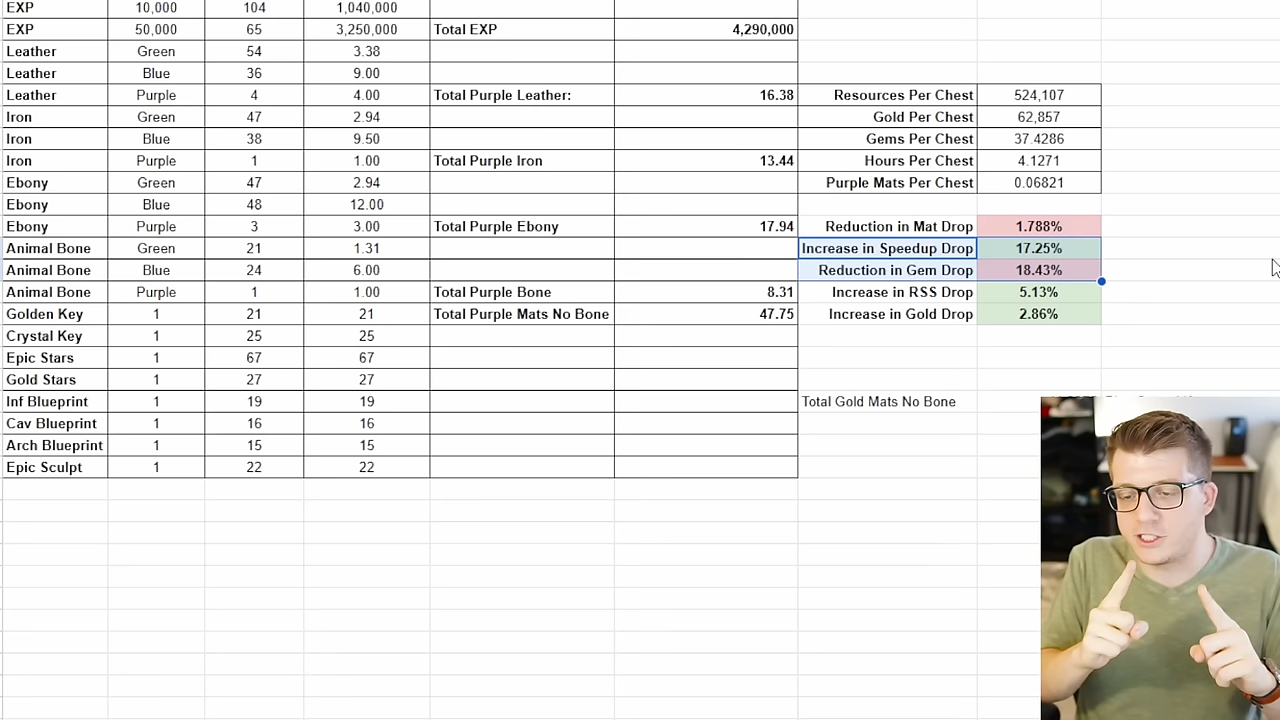 EXP 10,000 104 1,040,000
EXP 50,000 65 3,250,000 Total EXP 4,290,000
Leather Green 54 3.38
Leather Blue 36 9.00
Leather Purple 4 4.00 Total Purple Leather: 16.38 Resources Per Chest 524,107
Iron Green 47 2.94 Gold Per Chest 62,857
Iron Blue 38 9.50 Gems Per Chest 37.4286
Iron Purple 1 1.00 Total Purple Iron 13.44 Hours Per Chest 4.1271
Ebony Green 47 2.94 Purple Mats Per Chest 0.06821
Ebony Blue 48 12.00
Ebony Purple 3 3.00 Total Purple Ebony 17.94 Reduction in Mat Drop 1.788%
Animal Bone Green 21 1.31 Increase in Speedup Drop 17.25%
Animal Bone Blue 24 6.00 Reduction in Gem Drop 18.43%
Animal Bone Purple 1 1.00 Total Purple Bone 8.31 Increase in RSS Drop 5.13%
Golden Key 1 21 21 Total Purple Mats No Bone 47.75 Increase in Gold Drop 2.86%
Crystal Key 1 25 25
Epic Stars 1 67 67
Gold Stars 1 27 27
Inf Blueprint 1 19 19 Total Gold Mats No Bone
Cav Blueprint 1 16 16
Arch Blueprint 1 15 15
Epic Sculpt 1 22 22